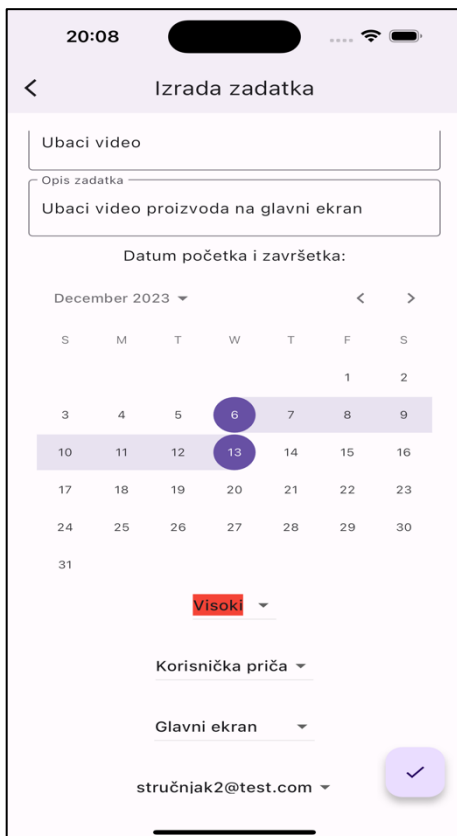 20:08
Izrada zadatka
Ubaci video
Opis zadatka
Ubaci video proizvoda na glavni ekran
Datum početka i završetka:
December 2023
S M T W T F S
1 2
3 4 5 6 7 8 9
10 11 12 13 14 15 16
17 18 19 20 21 22 23
24 25 26 27 28 29 30
31
Visoki
Korisnička priča
Glavni ekran
stručnjak2@test.com